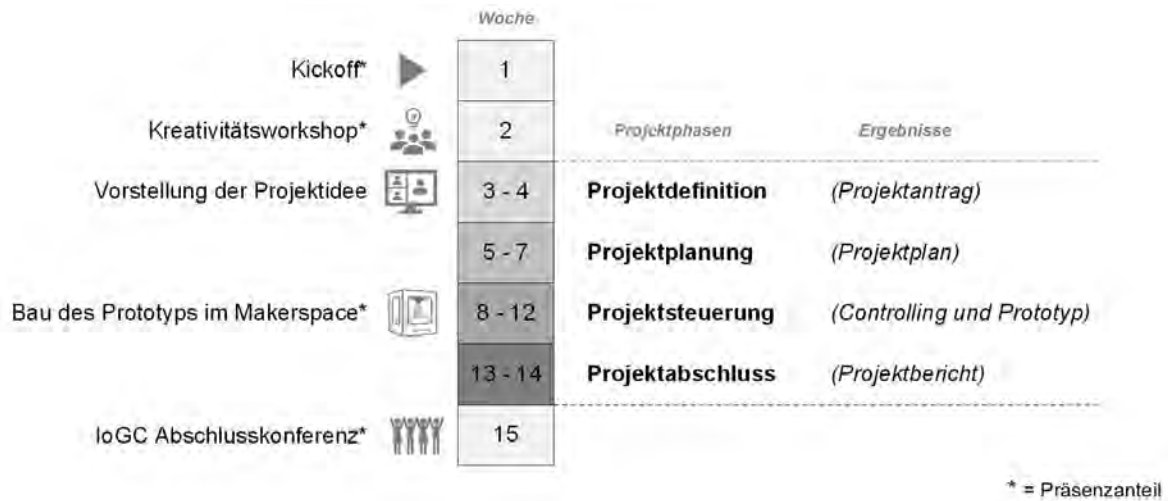 Woche
Kickoff* 1
Kreativitätsworkshop* 2 Projektphasen Ergebnisse
Vorstellung der Projektidee 3 - 4 Projektdefinition (Projektantrag)
5 - 7 Projektplanung (Projektplan)
Bau des Prototyps im Makerspace* 8 - 12 Projektsteuerung (Controlling und Prototyp)
13 - 14 Projektabschluss (Projektbericht)
IoGC Abschlusskonferenz* 15
* = Präsenzanteil